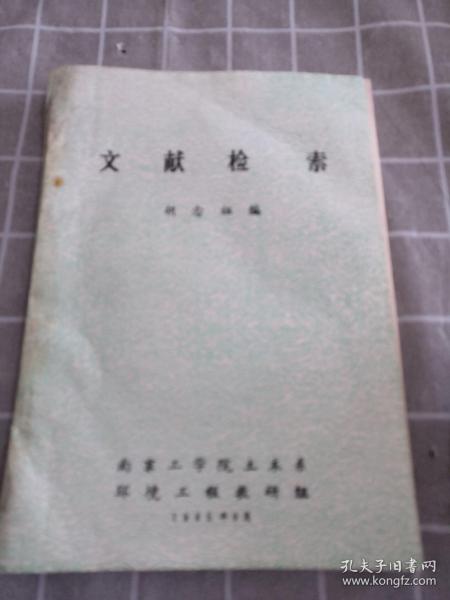 文献检索
编
南京工学院土木系
环境工程教研组
孔夫子旧书网
www.kongfz.com